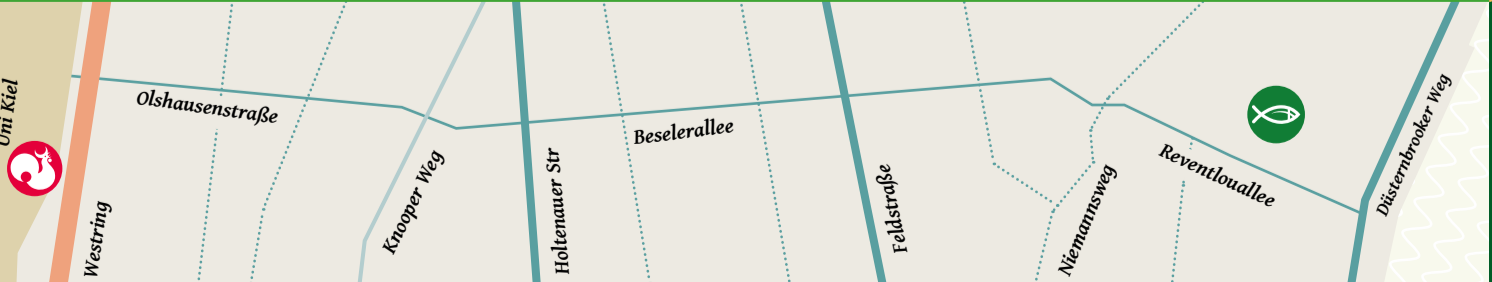 Uni Kiel
Westring
Olshausenstraße
Knooper Weg
Holtenauer Str
Beselerallee
Feldstraße
Niemannsweg
Reventlouallee
Düsternbrooker Weg